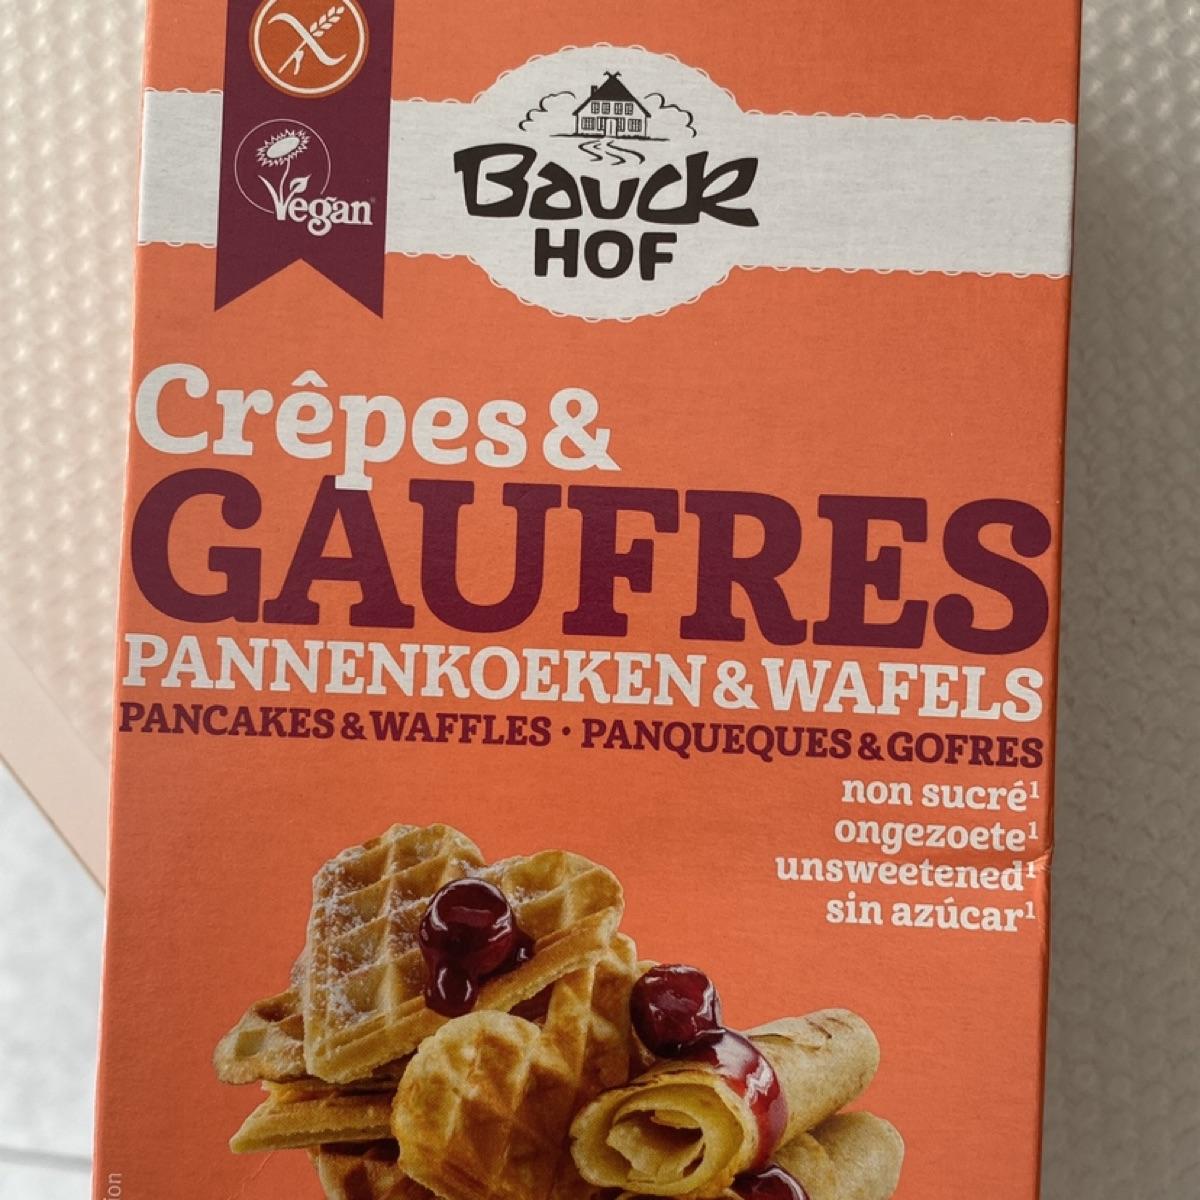 Vegan
Bauck
HOF
Crêpes &
GAUFRES
PANNENKOEKEN & WAFELS
PANCAKES & WAFFLES · PANQUEQUES & GOFRES
non sucré¹
ongezoete¹
unsweetened¹
sin azúcar¹